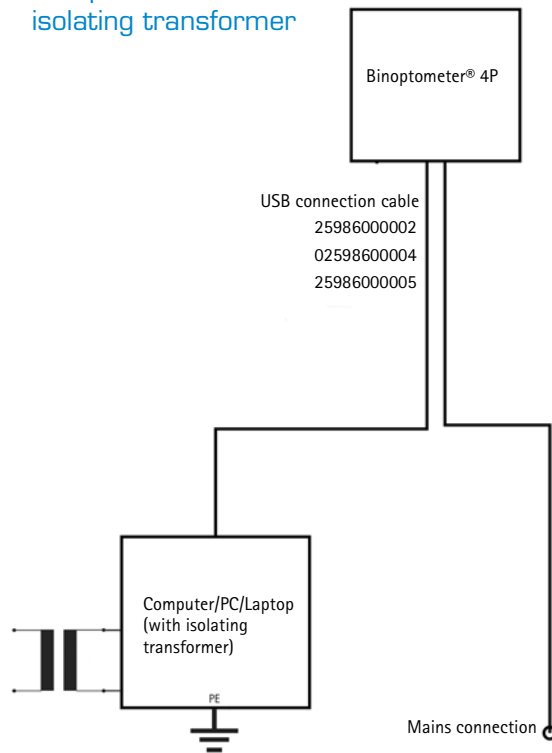 isolating transformer
Binoptometer® 4P
USB connection cable
25986000002
02598600004
25986000005
Computer/PC/Laptop
(with isolating
transformer)
PE
Mains connection